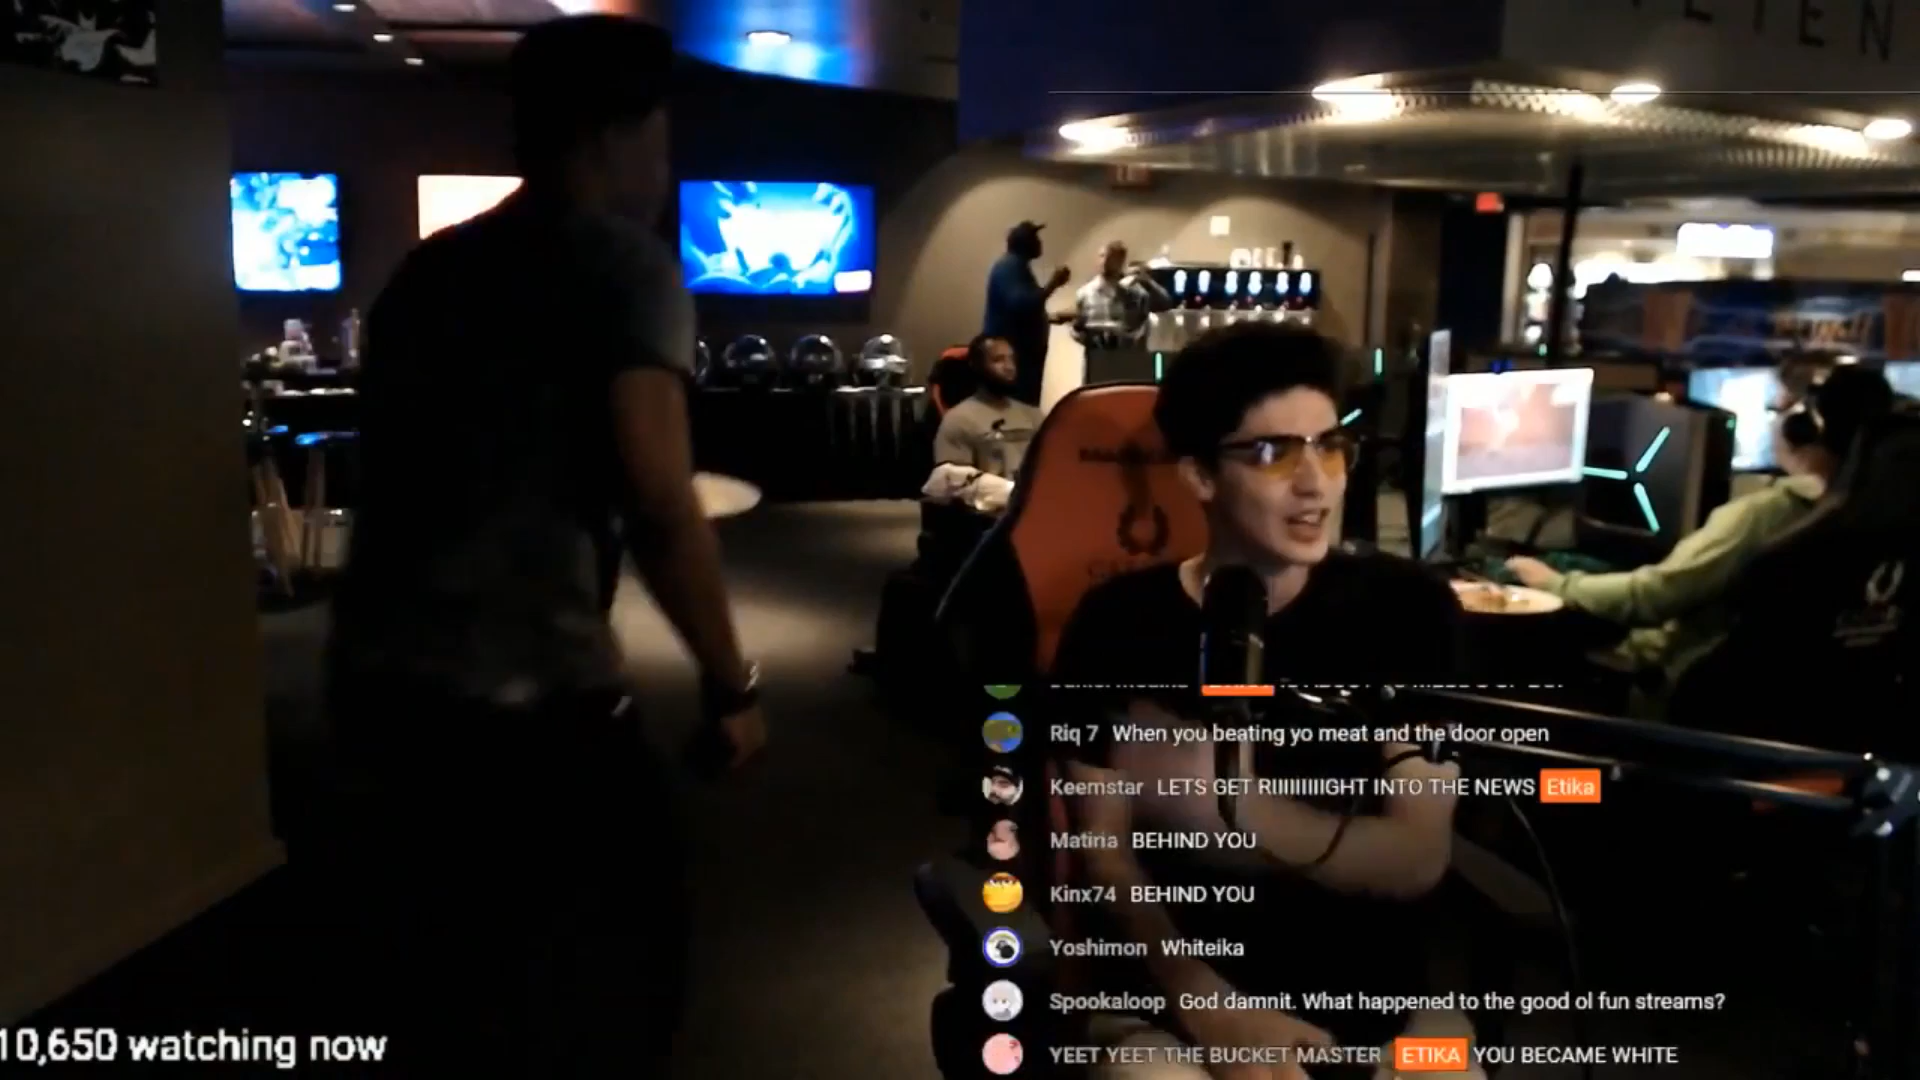 Riq 7 When you beating yo meat and the door open
Keemstar LETS GET RIIIIIIIIIGHT INTO THE NEWS Etika
Matiria BEHIND YOU
Kinx74 BEHIND YOU
Yoshimon Whiteika
Spookaloop God damnit. What happened to the good ol fun streams?
10,650 watching now
YEET YEET THE BUCKET MASTER ETIKA YOU BECAME WHITE